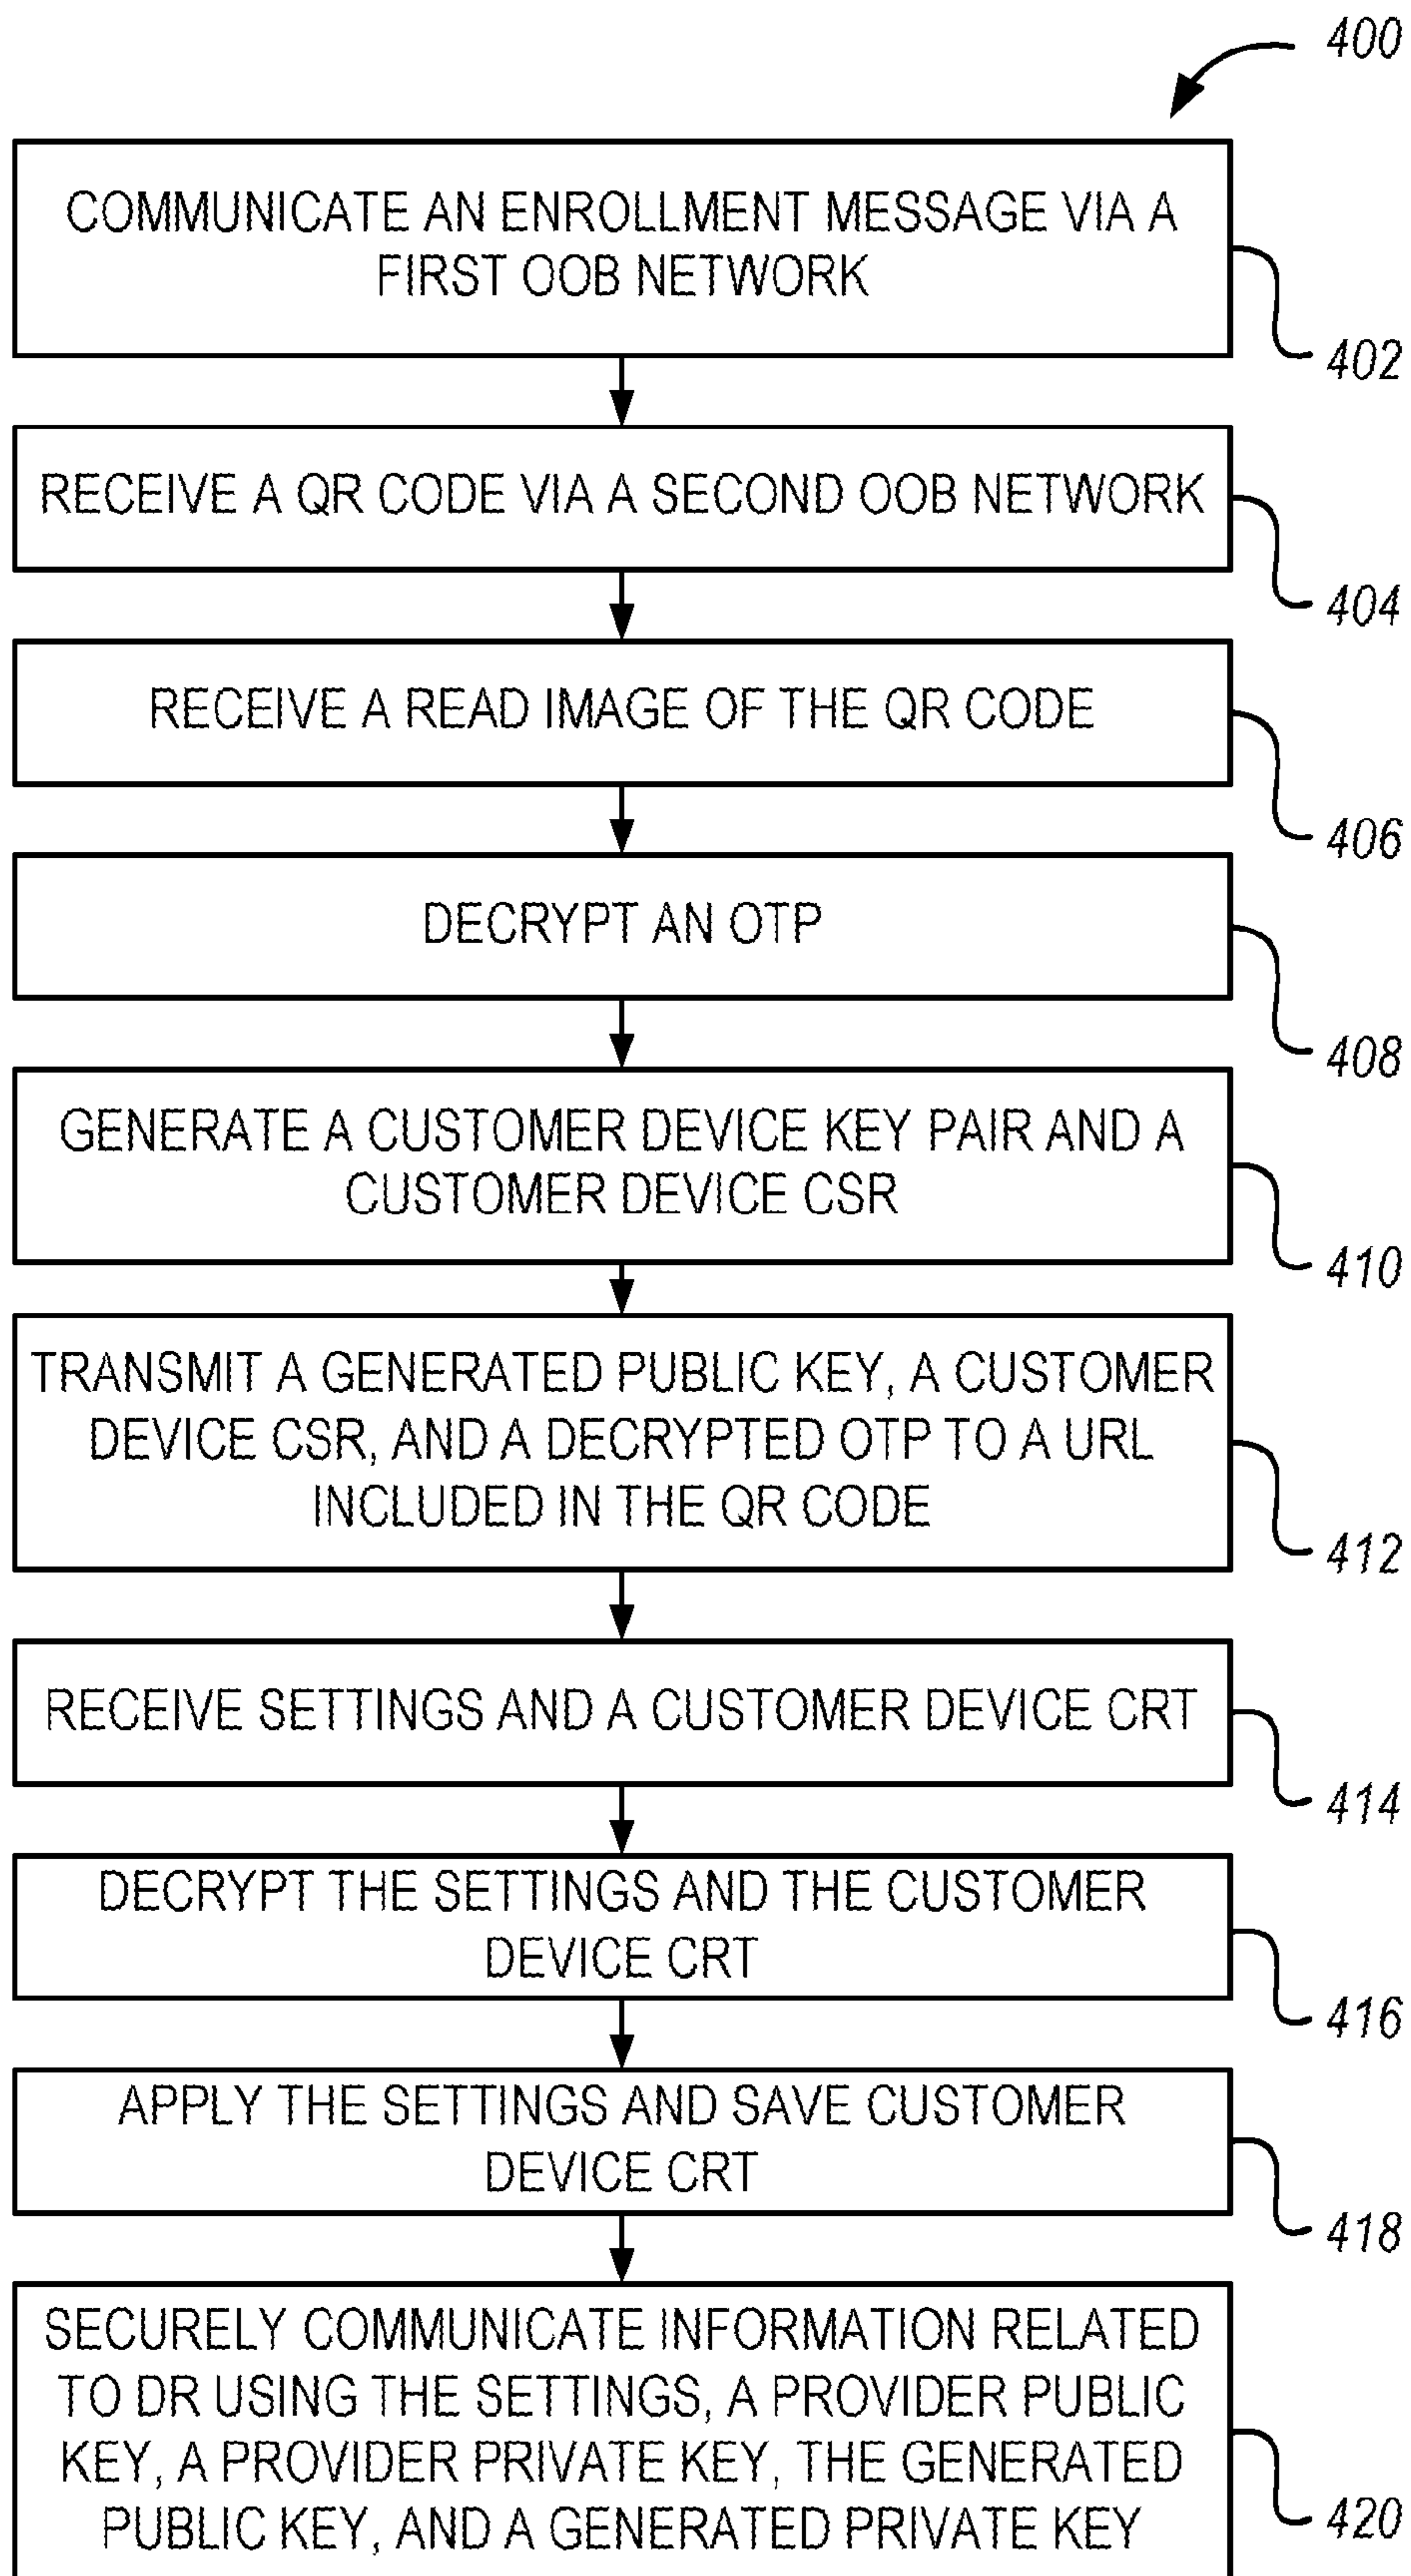 400
COMMUNICATE AN ENROLLMENT MESSAGE VIA A
FIRST OOB NETWORK
402
RECEIVE A QR CODE VIA A SECOND OOB NETWORK
404
RECEIVE A READ IMAGE OF THE QR CODE
406
DECRYPT AN OTP
408
GENERATE A CUSTOMER DEVICE KEY PAIR AND A
CUSTOMER DEVICE CSR
410
TRANSMIT A GENERATED PUBLIC KEY, A CUSTOMER
DEVICE CSR, AND A DECRYPTED OTP TO A URL
INCLUDED IN THE QR CODE
412
RECEIVE SETTINGS AND A CUSTOMER DEVICE CRT
414
DECRYPT THE SETTINGS AND THE CUSTOMER
DEVICE CRT
416
APPLY THE SETTINGS AND SAVE CUSTOMER
DEVICE CRT
418
SECURELY COMMUNICATE INFORMATION RELATED
TO DR USING THE SETTINGS, A PROVIDER PUBLIC
KEY, A PROVIDER PRIVATE KEY, THE GENERATED
PUBLIC KEY, AND A GENERATED PRIVATE KEY
420